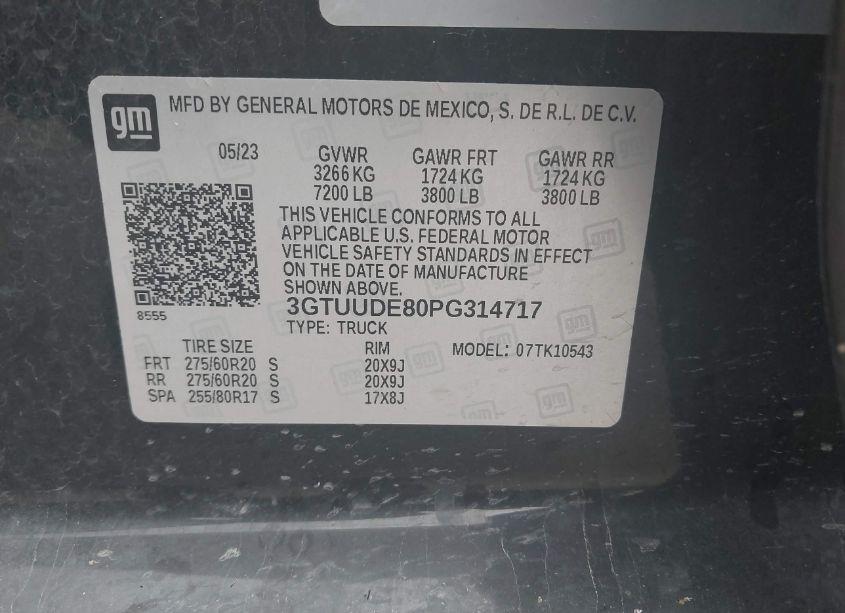 gm MFD BY GENERAL MOTORS DE MEXICO, S. DE R.L. DE C.V.
05/23 GVWR GAWR FRT GAWR RR
3266 KG 1724 KG 1724 KG
7200 LB 3800 LB 3800 LB
THIS VEHICLE CONFORMS TO ALL
APPLICABLE U.S. FEDERAL MOTOR
VEHICLE SAFETY STANDARDS IN EFFECT
ON THE DATE OF MANUFACTURE
SHOWN ABOVE.
8555
3GTUUDE80PG314717
TYPE: TRUCK
TIRE SIZE RIM MODEL: 07TK10543
FRT 275/60R20 S 20X9J
RR 275/60R20 S 20X9J
SPA 255/80R17 S 17X8J